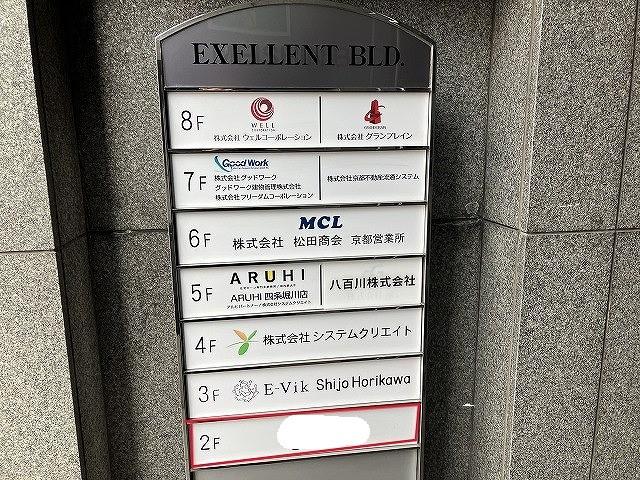 EXELLENT BLD.
8F
WELL
CORPORATION
株式会社 ウェルコーポレーション
株式会社 グランブレイン
7F
Good Work
株式会社 グッドワーク
グッドワーク建物管理株式会社
株式会社 フリーダムコーポレーション
株式会社京都不動産流通システム
6F
MCL
株式会社 松田商会 京都営業所
5F
ARUHI
ARUHI 四条堀川店
八百川株式会社
4F
株式会社 システムクリエイト
3F
E-Vik Shijo Horikawa
2F